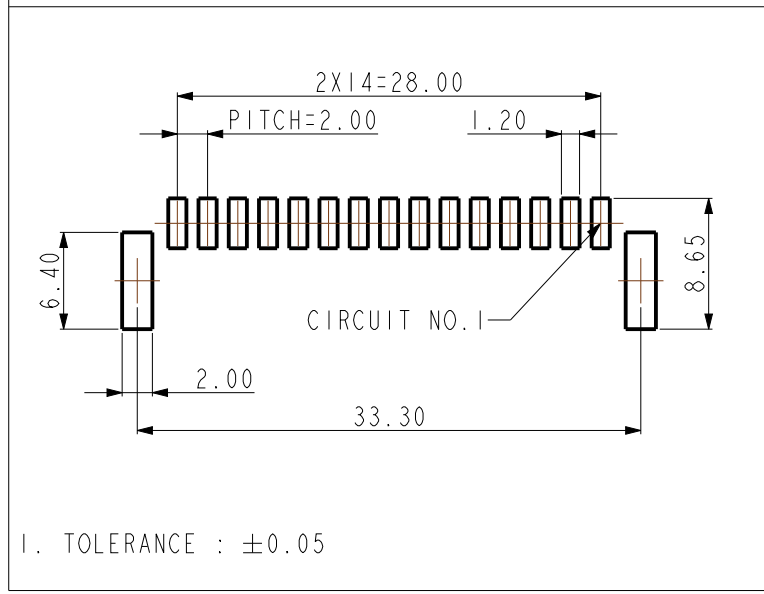 2X14=28.00
PITCH=2.00
1.20
6.40
8.65
CIRCUIT NO.1
2.00
33.30
1. TOLERANCE : ±0.05